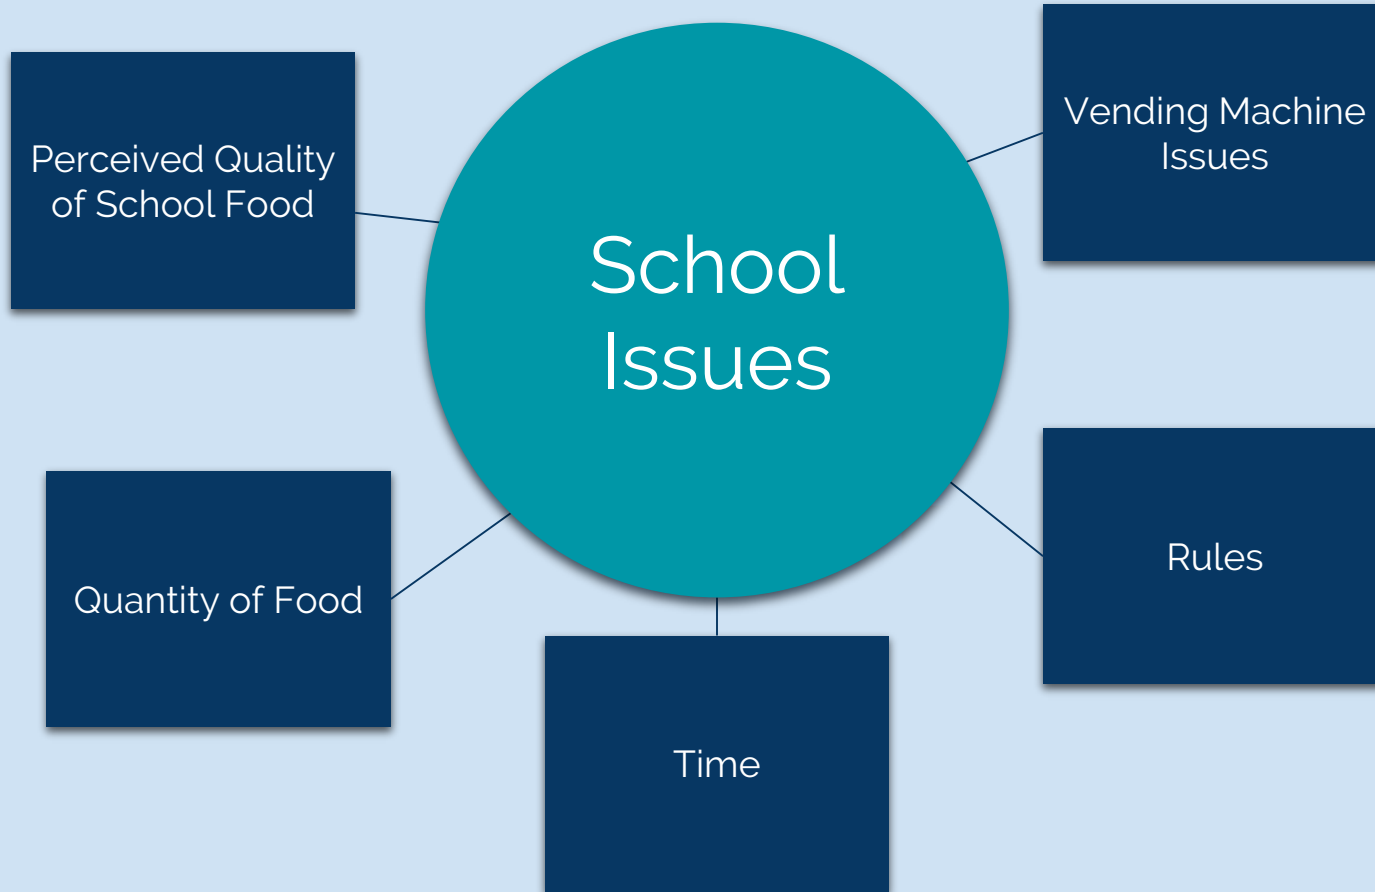 Perceived Quality
of School Food
School
Issues
Vending Machine
Issues
Quantity of Food
Time
Rules